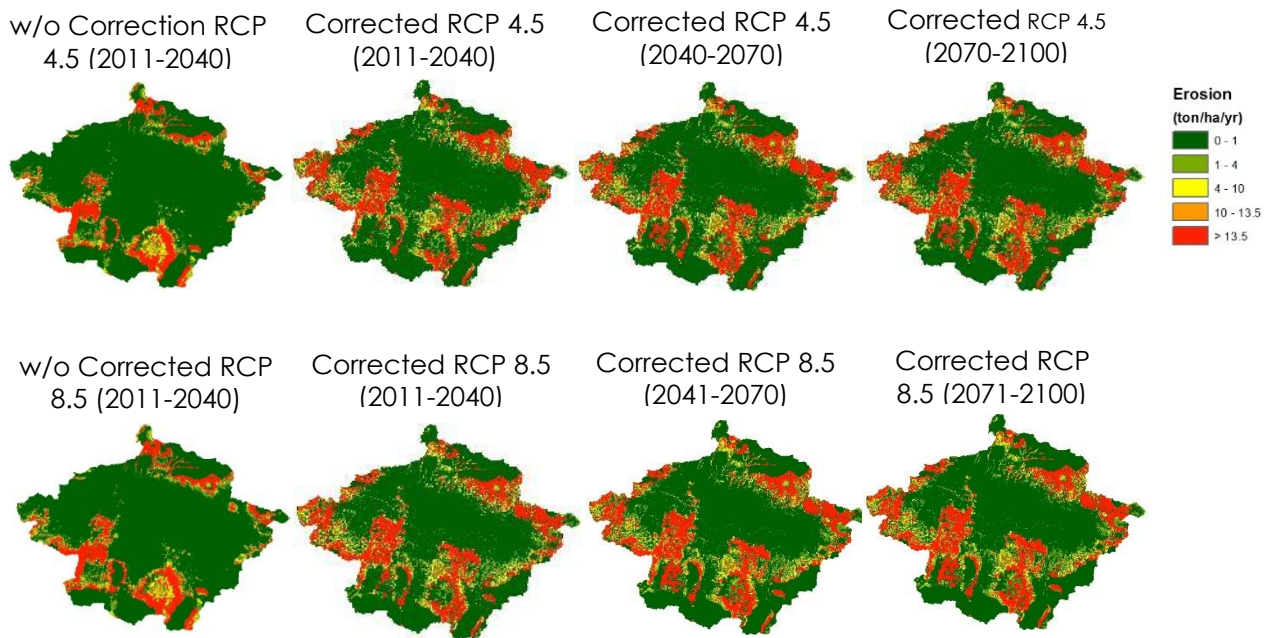 w/o Correction RCP
4.5 (2011-2040)
Corrected RCP 4.5
(2011-2040)
Corrected RCP 4.5
(2040-2070)
Corrected RCP 4.5
(2070-2100)
Erosion
(ton/ha/yr)
0 - 1
1 - 4
4 - 10
10 - 13.5
> 13.5
w/o Corrected RCP
8.5 (2011-2040)
Corrected RCP 8.5
(2011-2040)
Corrected RCP 8.5
(2041-2070)
Corrected RCP
8.5 (2071-2100)